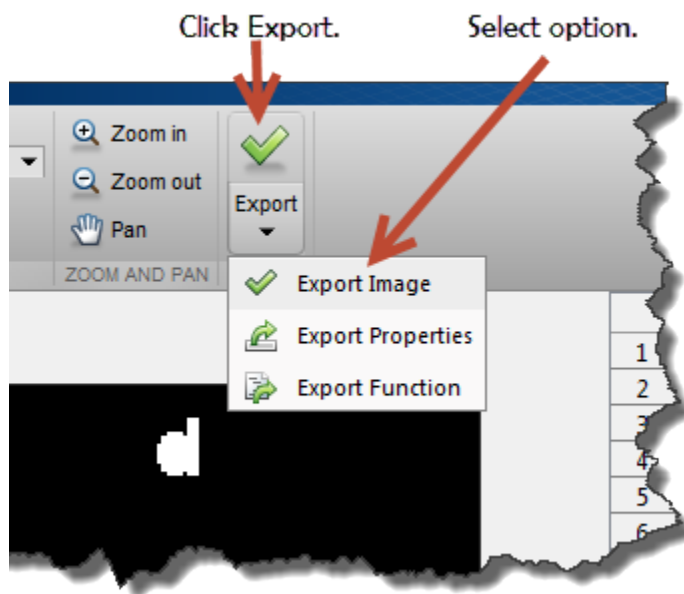 Click Export.
Select option.
Zoom in
Zoom out
Pan
ZOOM AND PAN
Export
Export Image
Export Properties
Export Function
d
1
2
3
4
5
6